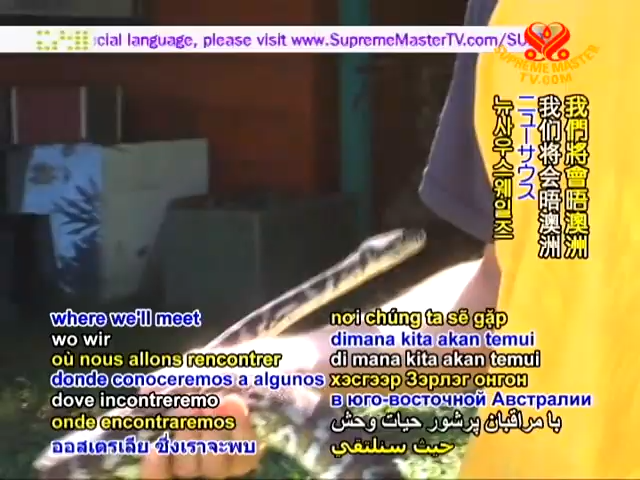 cial language, please visit www.SupremeMasterTV.com/SU
SUPREME MASTER
TV.COM
我們將會晤澳洲
我们将会晤澳洲
ニューサウス
뉴사우스웨일즈
where we'll meet
wo wir
où nous allons rencontrer
donde conoceremos a algunos
dove incontreremo
onde encontraremos
ออสเตรเลีย ซึ่งเราจะพบ
nơi chúng ta sẽ gặp
dimana kita akan temui
di mana kita akan temui
хэсгээр Зэрлэг онгон
в юго-восточной Австралии
با مراقبان پرشور حیات وحش
حيث سنلتقي